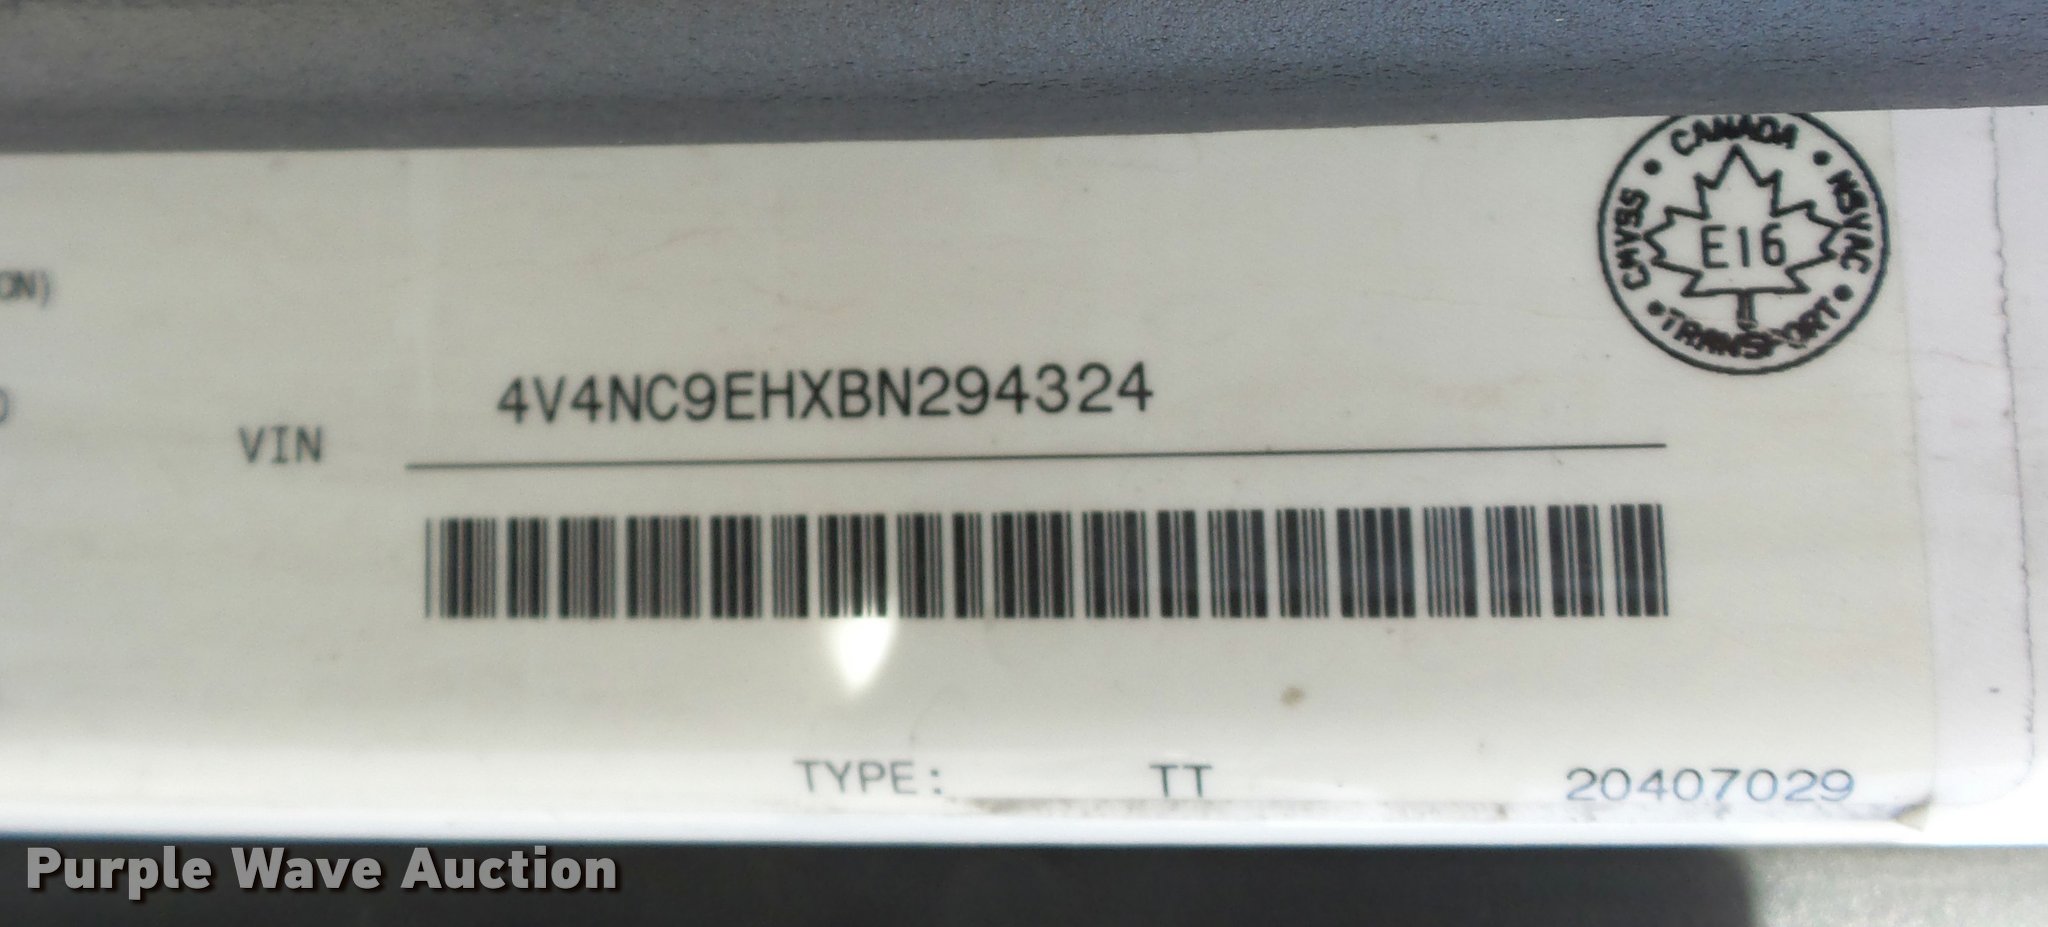 CANADA
NSVAC
CMVSS
E16
TRANSPORT
ON)
4V4NC9EHXBN294324
VIN
TYPE: TT 20407029
Purple Wave Auction